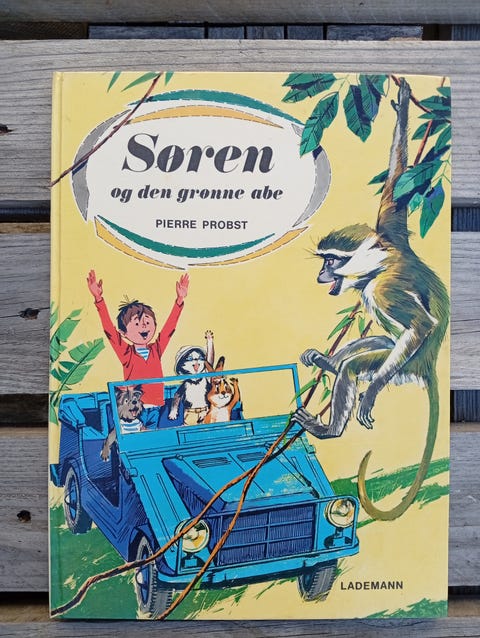 Søren
og den grønne abe
PIERRE PROBST
LADEMANN